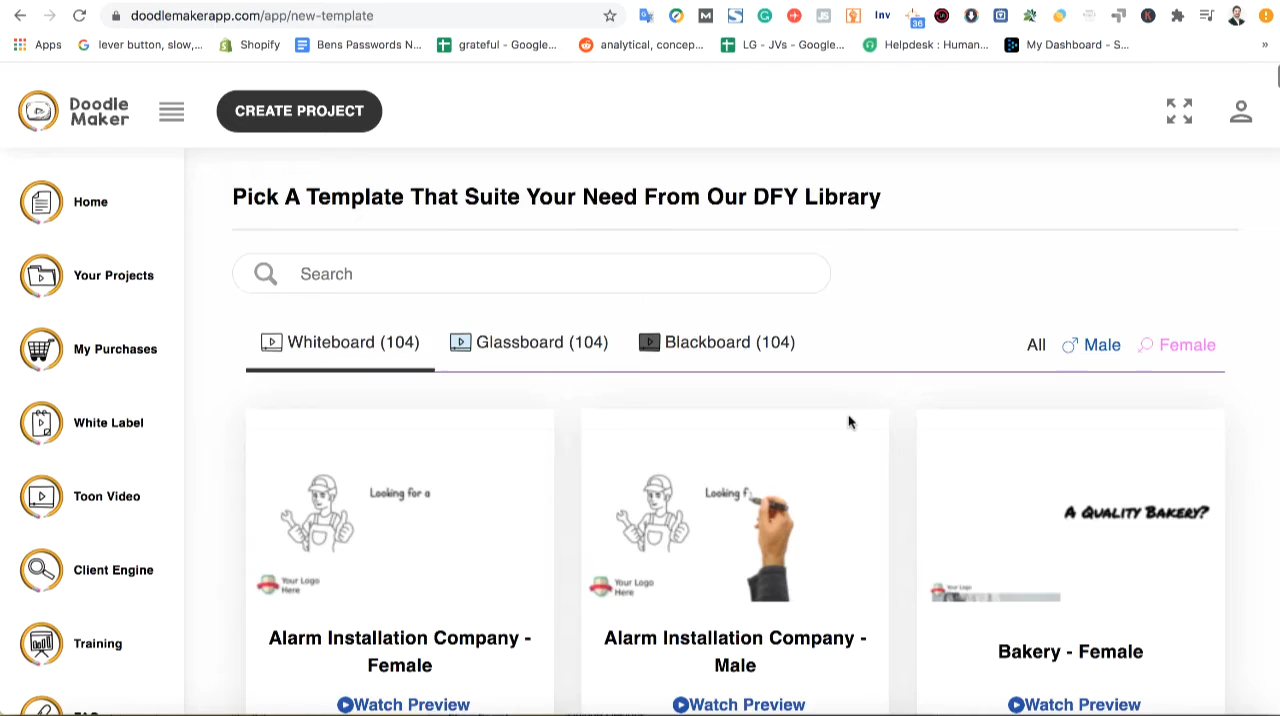 doodlemakerapp.com/app/new-template
Inv
36
Apps
lever button, slow,...
Shopify
Bens Passwords N...
grateful - Google...
analytical, concep...
LG - JVs - Google...
Helpdesk : Human...
My Dashboard - S...
»
Doodle
Maker
CREATE PROJECT
Home
Your Projects
My Purchases
White Label
Toon Video
Client Engine
Training
Pick A Template That Suite Your Need From Our DFY Library
Search
Whiteboard (104)
Glassboard (104)
Blackboard (104)
All
Male
Female
Looking for a
Your Logo
Here
Alarm Installation Company -
Female
Watch Preview
Looking f
Your Logo
Here
Alarm Installation Company -
Male
Watch Preview
A Quality Bakery?
Your Logo
Bakery - Female
Watch Preview